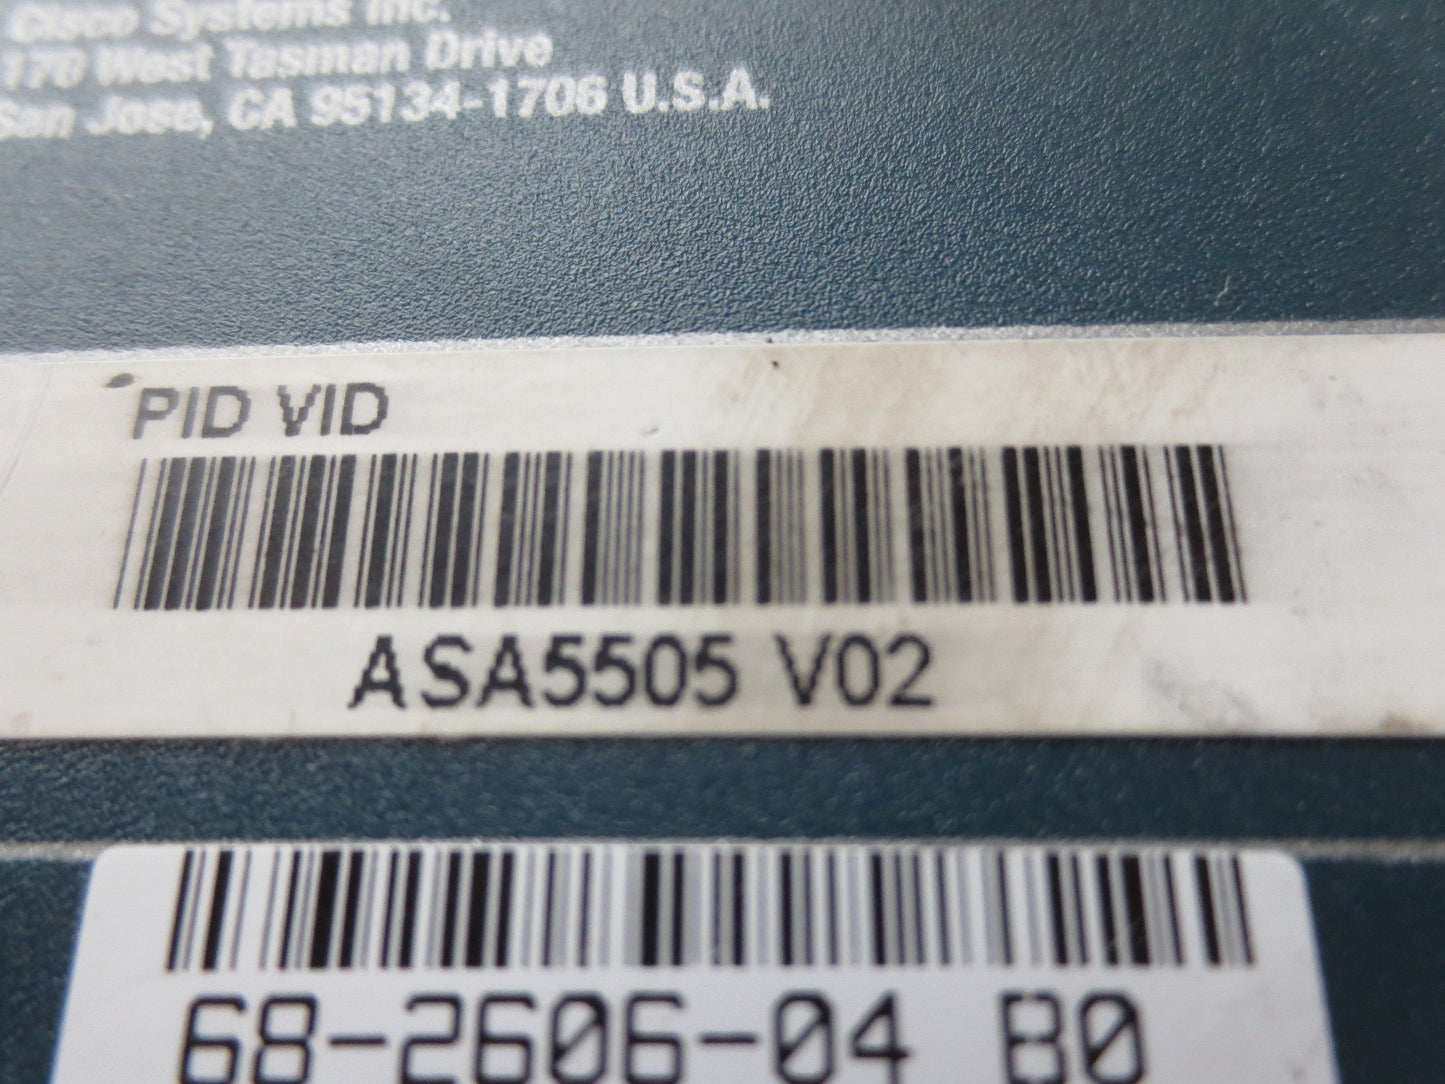 Cisco Systems Inc.
170 West Tasman Drive
San Jose, CA 95134-1706 U.S.A.
PID VID
ASA5505 V02
68-2606-04 B0